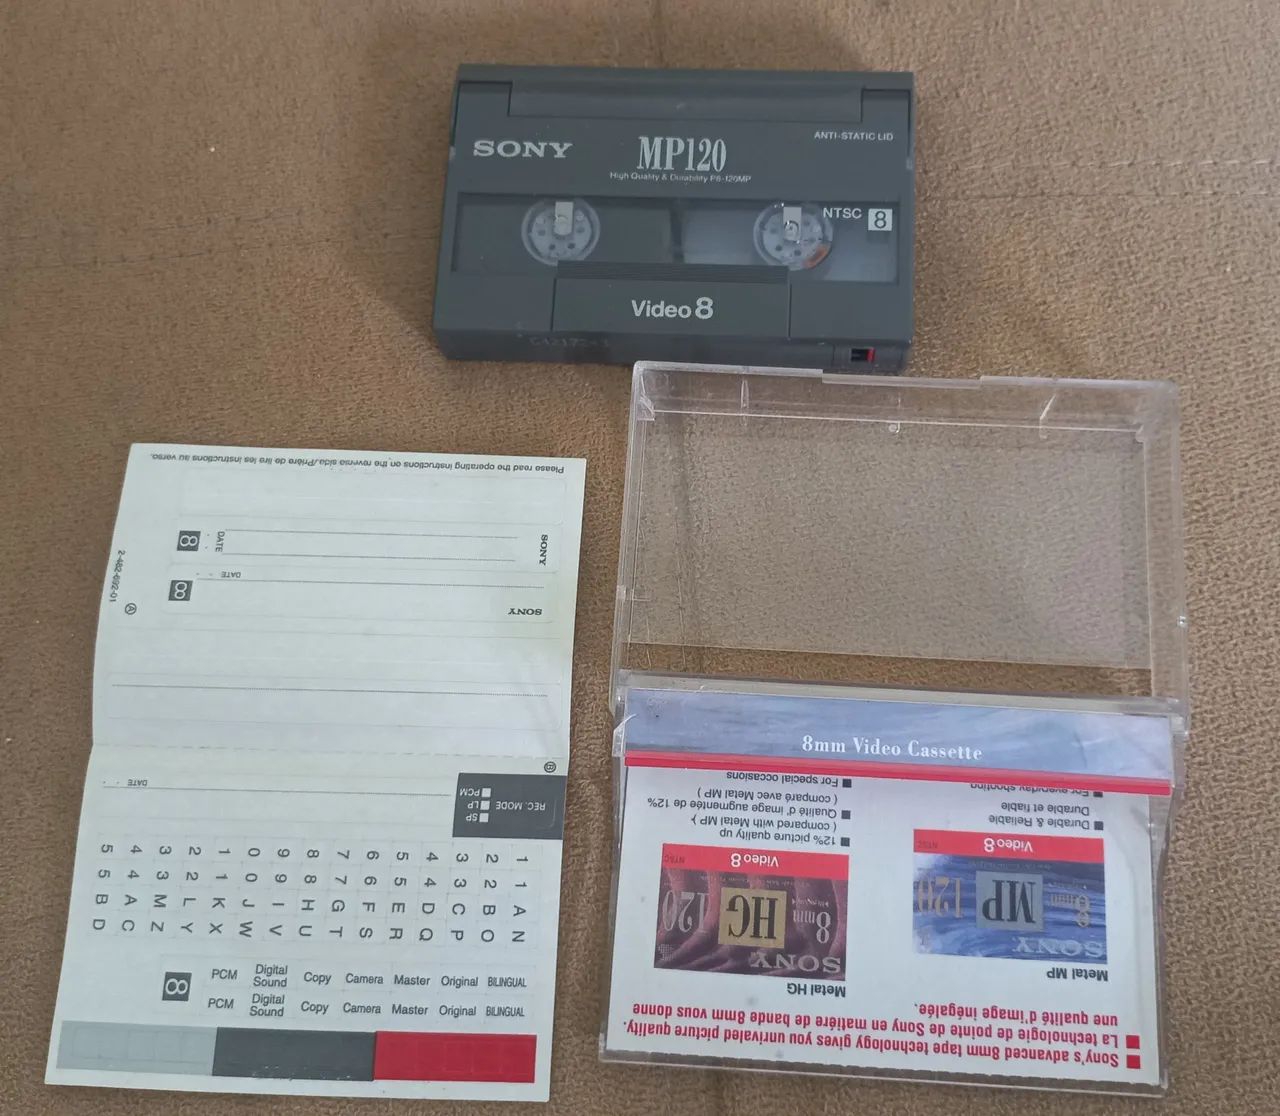 SONY
MP120
ANTI-STATIC LID
High Quality & Durability P6-120MP
NTSC 8
Video 8
Please read the operating instructions on the reverse side./Prière de lire les instructions au verso.
SONY
DATE
8
SONY
DATE
8
2-482-692-01
A
B
DATE
REC. MODE
SP
LP
PCM
5 4 3 2 1 0 9 8 7 6 5 4 3 2 1
5 4 3 2 1 0 9 8 7 6 5 4 3 2 1
B A Z L K J I H G F E D C B A
D C Z Y X W V U T S R Q P O N
8
PCM
Digital Sound
Copy
Camera
Master
Original
BILINGUAL
PCM
Digital Sound
Copy
Camera
Master
Original
BILINGUAL
8mm Video Cassette
Sony's advanced 8mm tape technology gives you unrivaled picture quality.
La technologie de pointe de Sony en matière de bande 8mm vous donne
une qualité d'image inégalée.
Metal MP
SONY
8mm MP 120
Video 8
NTSC
Durable & Reliable
Durable et fiable
For everyday shooting
Metal HG
SONY
8mm HG 120
Video 8
NTSC
12% picture quality up
( compared with Metal MP )
Qualité d'image augmentée de 12%
( comparé avec Metal MP )
For special occasions